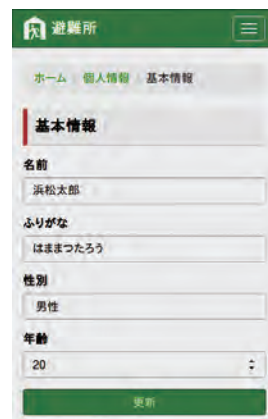 避難所
ホーム 個人情報 基本情報
基本情報
名前
浜松太郎
ふりがな
はままつたろう
性別
男性
年齢
20
更新